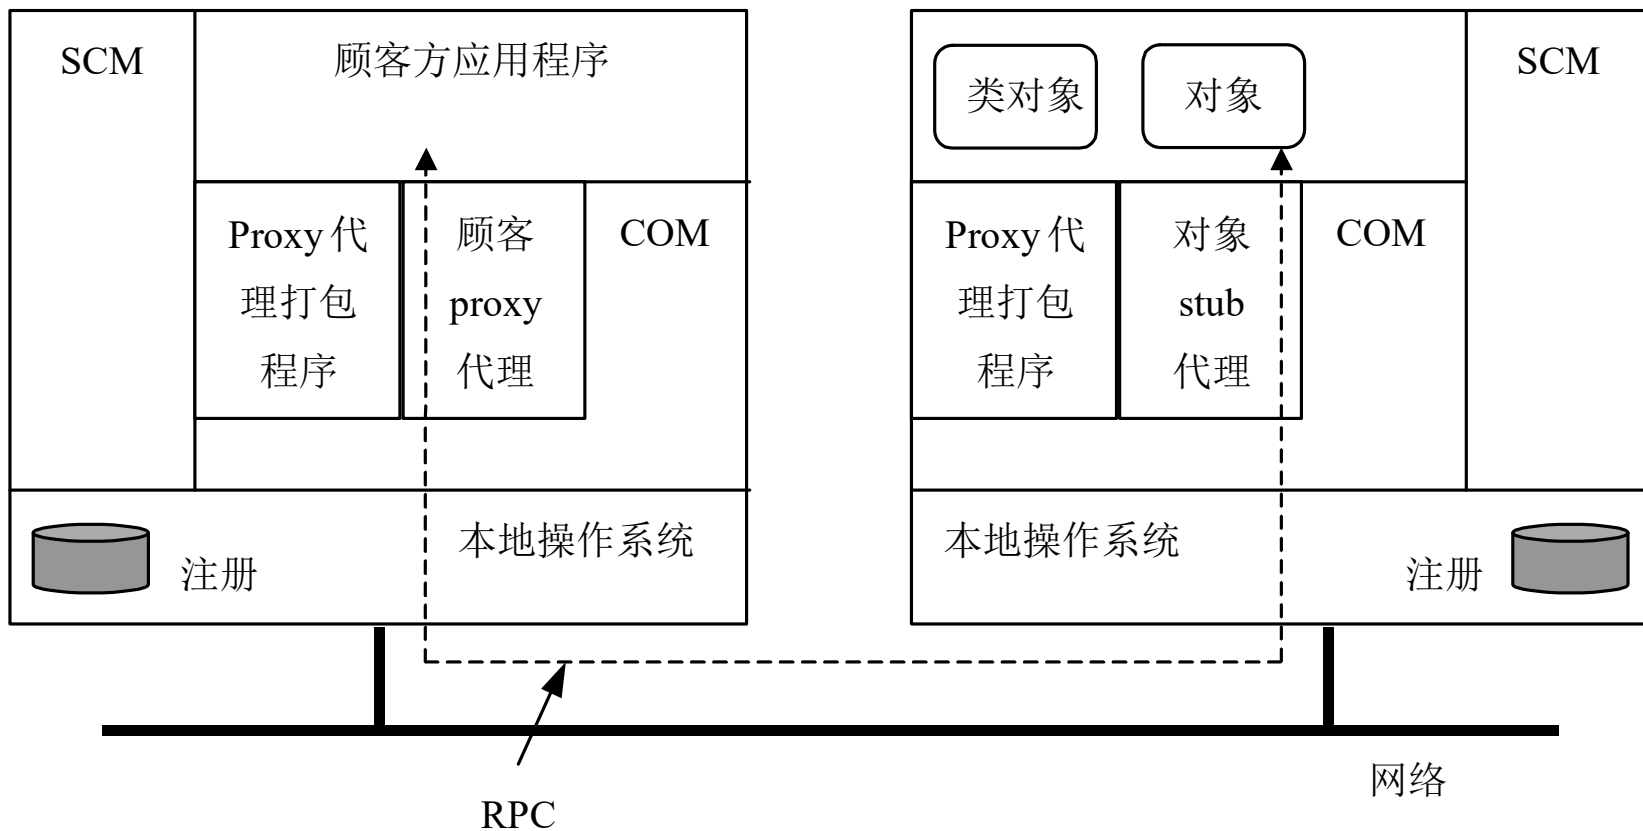 SCM
顾客方应用程序
Proxy代
理打包
程序
顾客
proxy
代理
COM
注册
本地操作系统
类对象
对象
SCM
Proxy代
理打包
程序
对象
stub
代理
COM
本地操作系统
注册
RPC
网络